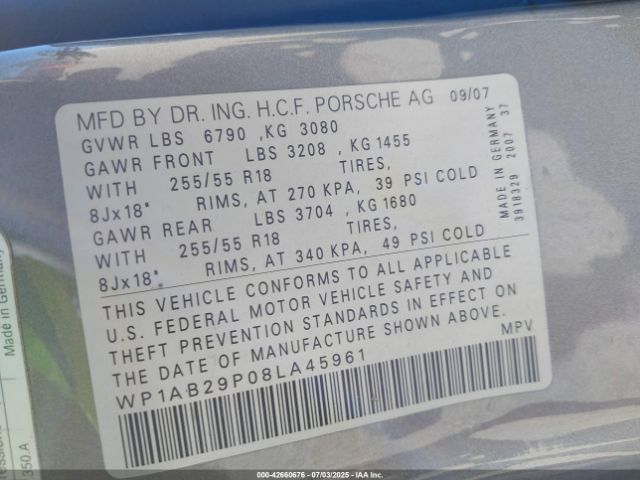 MFD BY DR. ING. H.C.F. PORSCHE AG 09/07
GVWR LBS 6790 ,KG 3080
GAWR FRONT LBS 3208 , KG 1455
WITH 255/55 R18 TIRES,
8Jx18" RIMS, AT 270 KPA, 39 PSI COLD
GAWR REAR LBS 3704 , KG 1680
WITH 255/55 R18 TIRES,
8Jx18" RIMS, AT 340 KPA, 49 PSI COLD
THIS VEHICLE CONFORMS TO ALL APPLICABLE
U.S. FEDERAL MOTOR VEHICLE SAFETY AND
THEFT PREVENTION STANDARDS IN EFFECT ON
THE DATE OF MANUFACTURE SHOWN ABOVE.
WP1AB29P08LA45961 MPV
MADE IN GERMANY
3918329 2007 37
Made in Germany
350 A
000-42660676 - 07/03/2025 - IAA Inc.